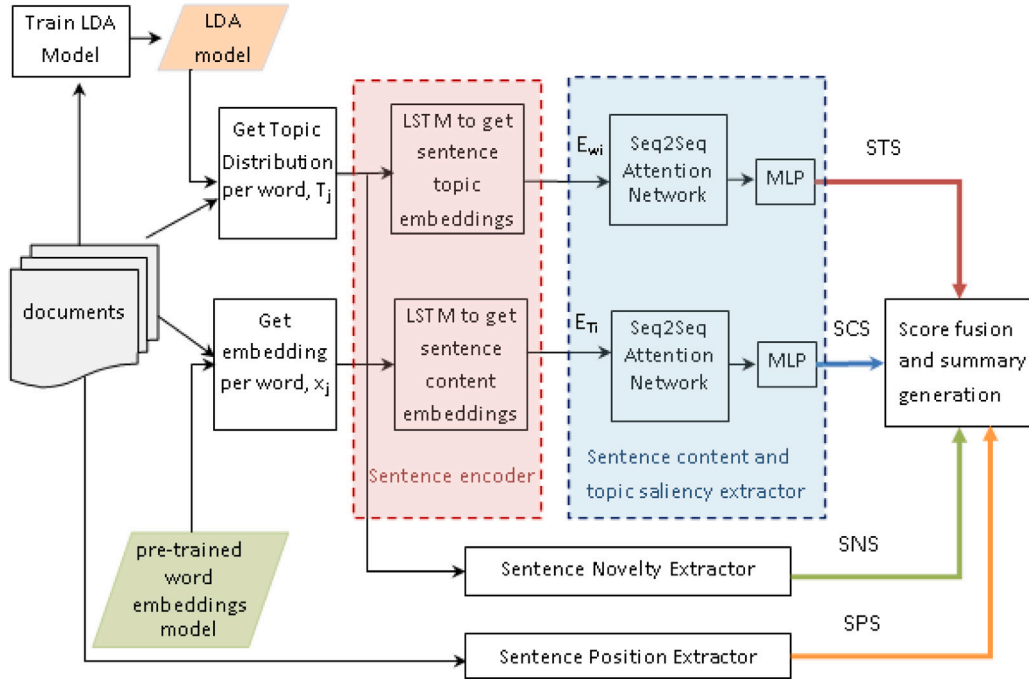 Train LDA
Model
LDA
model
Get Topic
Distribution
per word, Tj
LSTM to get
sentence
topic
embeddings
Ewi
Seq2Seq
Attention
Network
MLP
STS
documents
Get
embedding
per word, xj
LSTM to get
sentence
content
embeddings
ETi
Seq2Seq
Attention
Network
MLP
SCS
Score fusion
and summary
generation
Sentence encoder
Sentence content and
topic saliency extractor
pre-trained
word
embeddings
model
Sentence Novelty Extractor
SNS
Sentence Position Extractor
SPS